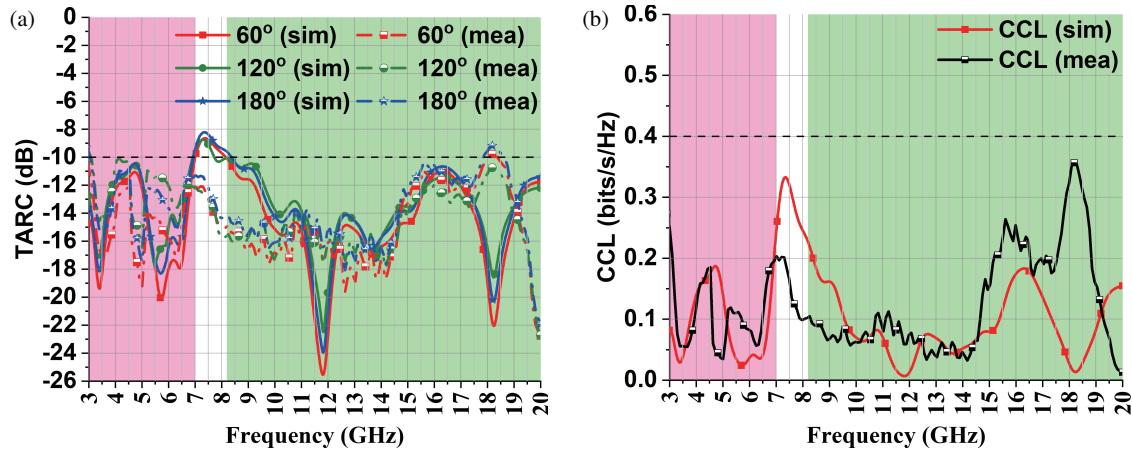 (a)
0
-2
-4
-6
-8
-10
-12
-14
-16
-18
-20
-22
-24
-26
TARC (dB)
60° (sim) 60° (mea)
120° (sim) 120° (mea)
180° (sim) 180° (mea)
3 4 5 6 7 8 9 10 11 12 13 14 15 16 17 18 19 20
Frequency (GHz)
(b)
0.6
0.5
0.4
0.3
0.2
0.1
0.0
CCL (bits/s/Hz)
CCL (sim)
CCL (mea)
3 4 5 6 7 8 9 10 11 12 13 14 15 16 17 18 19 20
Frequency (GHz)